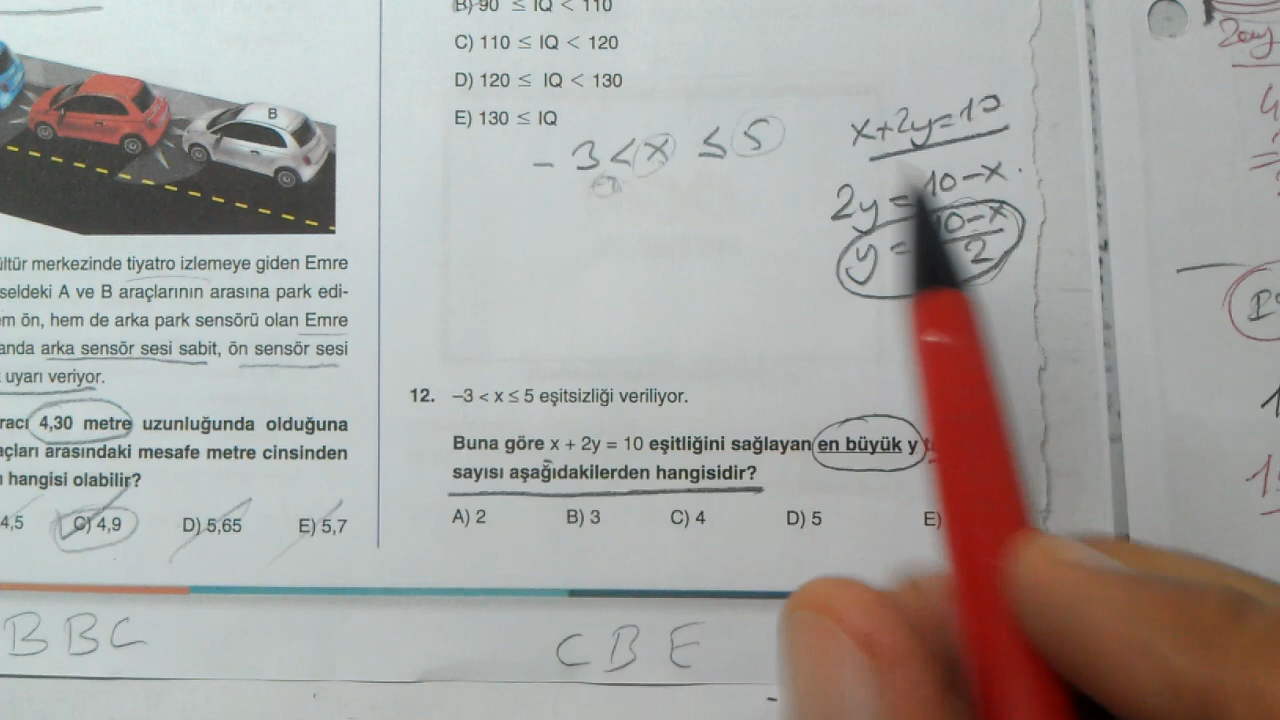 B) 90 ≤ IQ < 110
C) 110 ≤ IQ < 120
D) 120 ≤ IQ < 130
E) 130 ≤ IQ
- 3 < x ≤ 5
x+2y=10
2y=10-x
y= 10-x
2
B
ültür merkezinde tiyatro izlemeye giden Emre
seldeki A ve B araçlarının arasına park edi-
em ön, hem de arka park sensörü olan Emre
anda arka sensör sesi sabit, ön sensör sesi
uyarı veriyor.
racı 4,30 metre uzunluğunda olduğuna
açları arasındaki mesafe metre cinsinden
hangisi olabilir?
4,5 C) 4,9 D) 5,65 E) 5,7
12. –3 < x ≤ 5 eşitsizliği veriliyor.
Buna göre x + 2y = 10 eşitliğini sağlayan en büyük y
sayısı aşağıdakilerden hangisidir?
A) 2 B) 3 C) 4 D) 5 E)
BBC
CBE